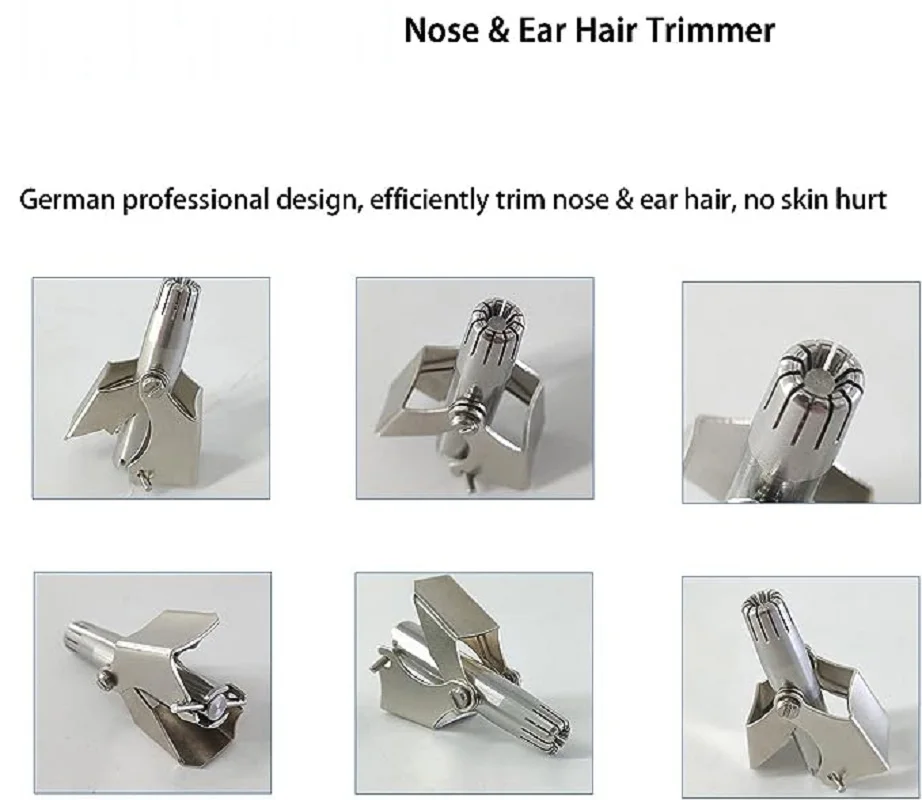 Nose & Ear Hair Trimmer
German professional design, efficiently trim nose & ear hair, no skin hurt